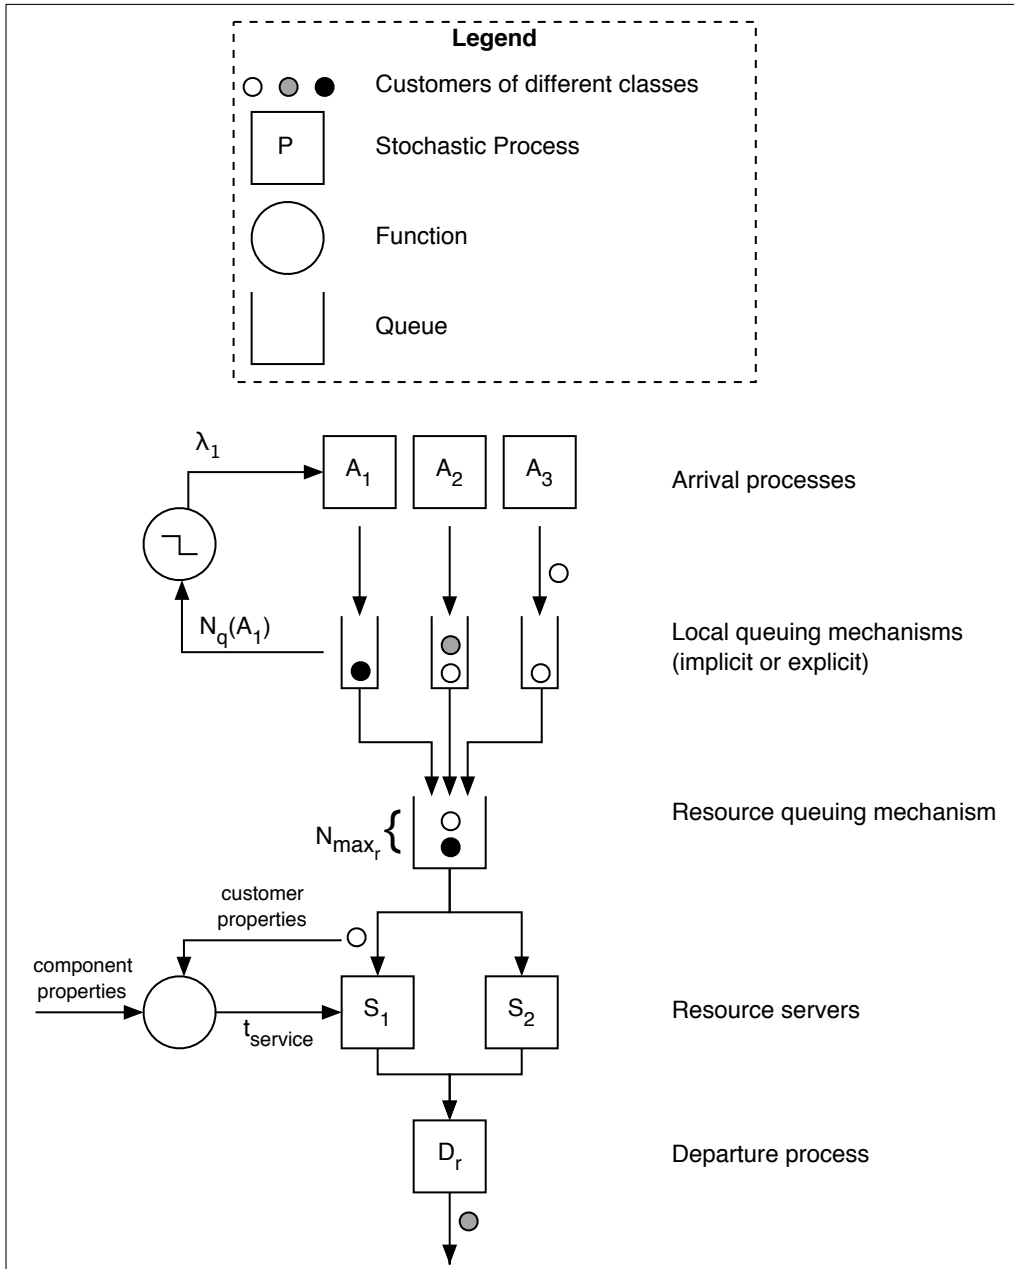 Legend
Customers of different classes
P
Stochastic Process
Function
Queue
λ1
A1
A2
A3
Arrival processes
Nq(A1)
Local queuing mechanisms
(implicit or explicit)
Nmaxr {
Resource queuing mechanism
customer
properties
component
properties
tservice
S1
S2
Resource servers
Dr
Departure process